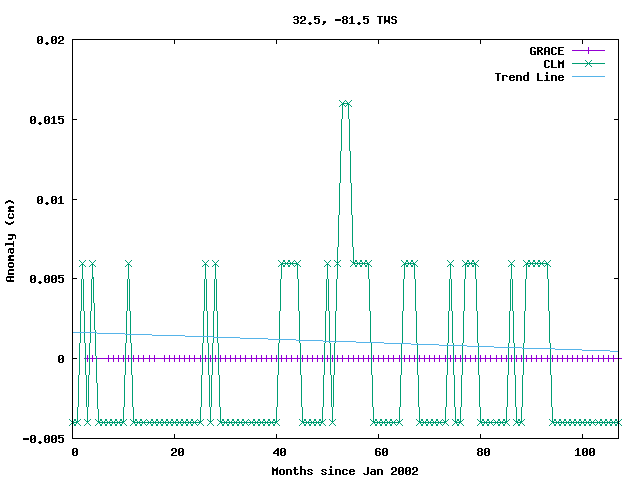 32.5, -81.5 TWS
0.02
0.015
0.01
0.005
0
-0.005
Anomaly (cm)
GRACE
CLM
Trend Line
0 20 40 60 80 100
Months since Jan 2002